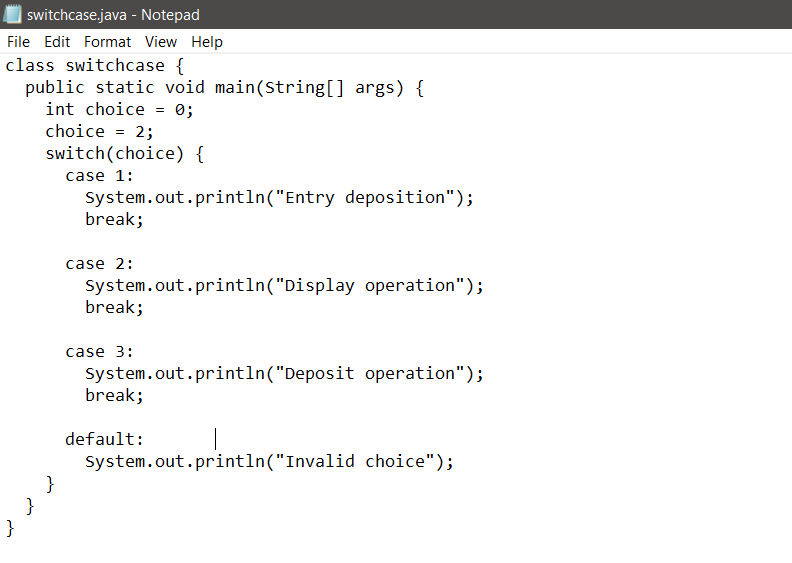 switchcase.java - Notepad
File Edit Format View Help
class switchcase {
  public static void main(String[] args) {
    int choice = 0;
    choice = 2;
    switch(choice) {
      case 1:
        System.out.println("Entry deposition");
        break;

      case 2:
        System.out.println("Display operation");
        break;

      case 3:
        System.out.println("Deposit operation");
        break;

      default:
        System.out.println("Invalid choice");
    }
  }
}